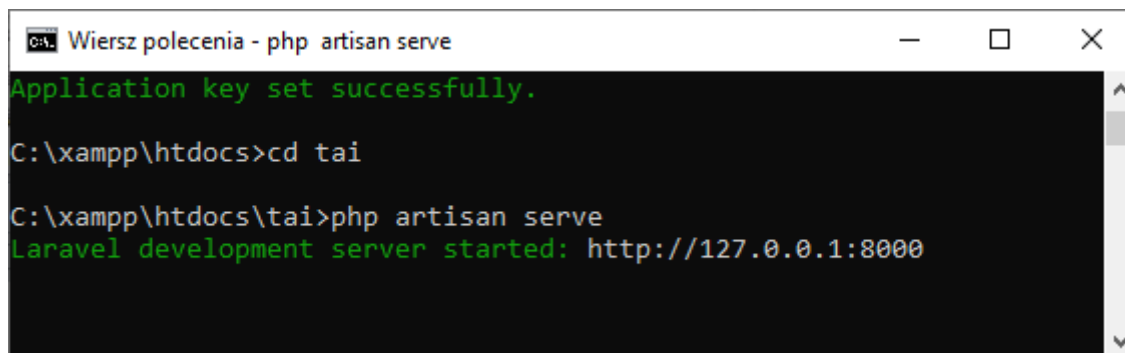 Wiersz polecenia - php  artisan serve
Application key set successfully.
C:\xampp\htdocs>cd tai
C:\xampp\htdocs\tai>php artisan serve
Laravel development server started: http://127.0.0.1:8000